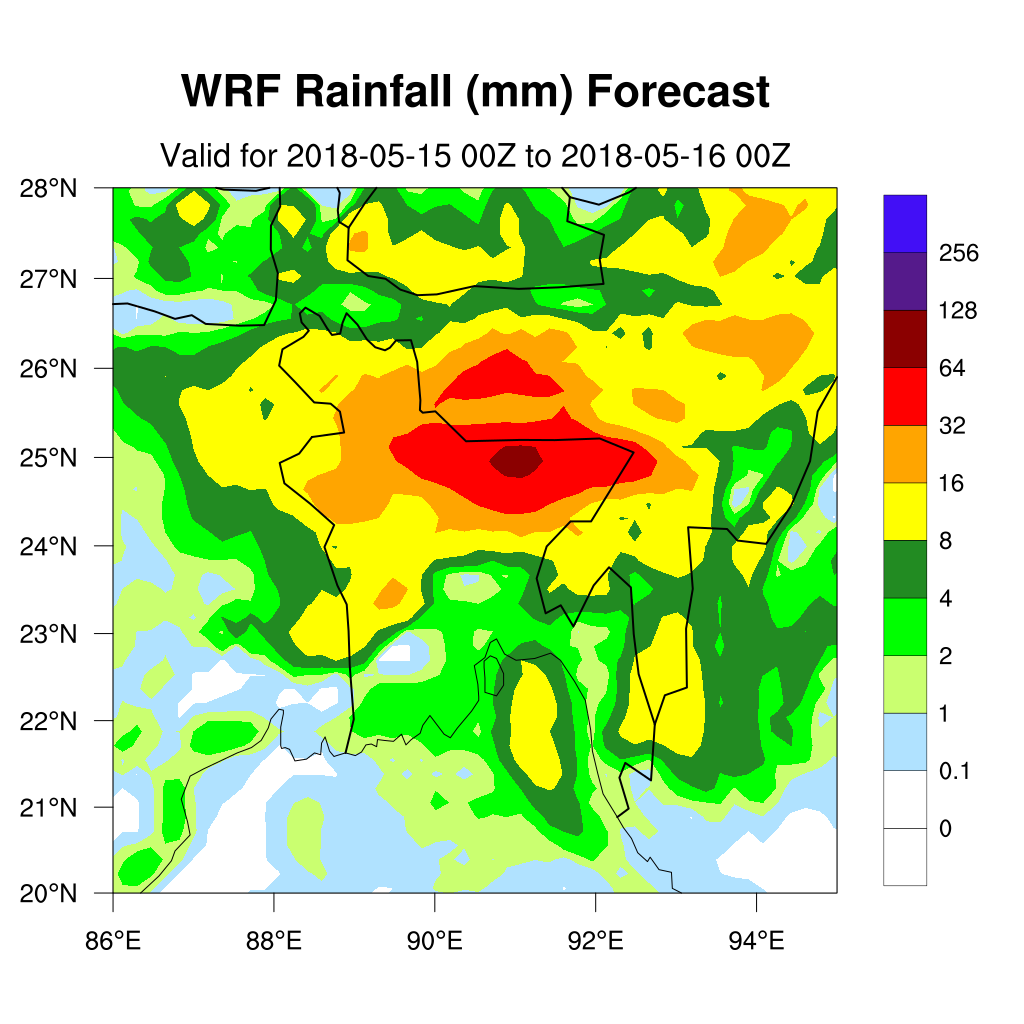 WRF Rainfall (mm) Forecast
Valid for 2018-05-15 00Z to 2018-05-16 00Z
28°N
27°N
26°N
25°N
24°N
23°N
22°N
21°N
20°N
86°E 88°E 90°E 92°E 94°E
256
128
64
32
16
8
4
2
1
0.1
0